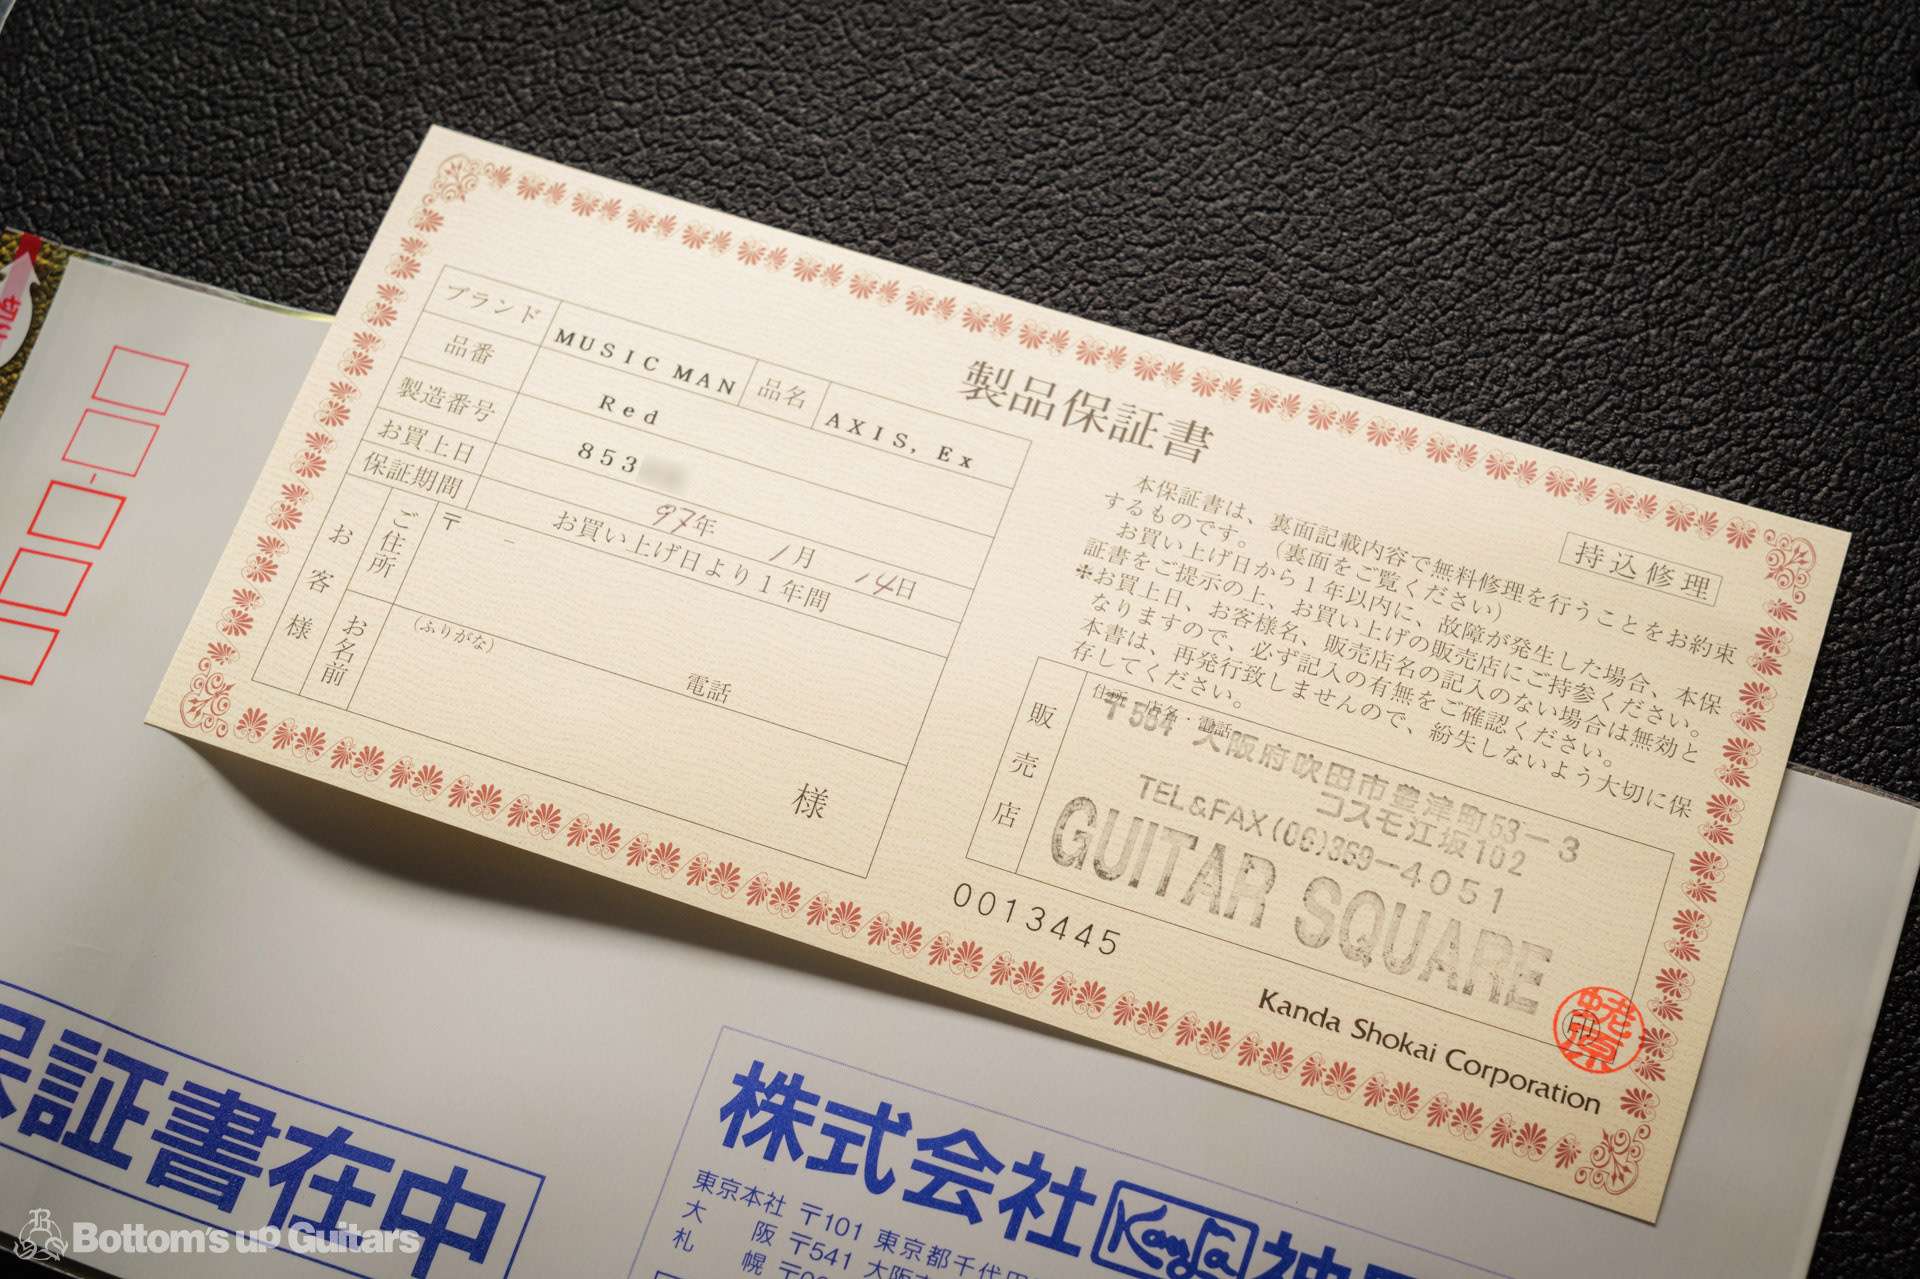 製品保証書
ブランド MUSIC MAN 品名 AXIS, Ex
品番 Red
製造番号 853
お買上日 97年 1月 14日
保証期間 お買い上げ日より1年間
お客様
ご住所 〒 -
お名前 (ふりがな)
電話
様
持込修理
本保証書は、裏面記載内容で無料修理を行うことをお約束
するものです。(裏面をご覧ください)
お買い上げ日から1年以内に、故障が発生した場合、本保
証書をご提示の上、お買い上げの販売店にご持参ください。
*お買上日、お客様名、販売店名の記入のない場合は無効と
なりますので、必ず記入の有無をご確認ください。
本書は、再発行致しませんので、紛失しないよう大切に保
存してください。
販売店
住所・店名・電話
〒564 大阪府吹田市豊津町53-3
コスモ江坂102
TEL&FAX(06)369-4051
GUITAR SQUARE
印
0013445
Kanda Shokai Corporation
保証書在中
株式会社 Kanda 神
東京本社 〒101 東京都千代田
大阪 〒541 大阪
札幌 〒0
Bottom's up Guitars